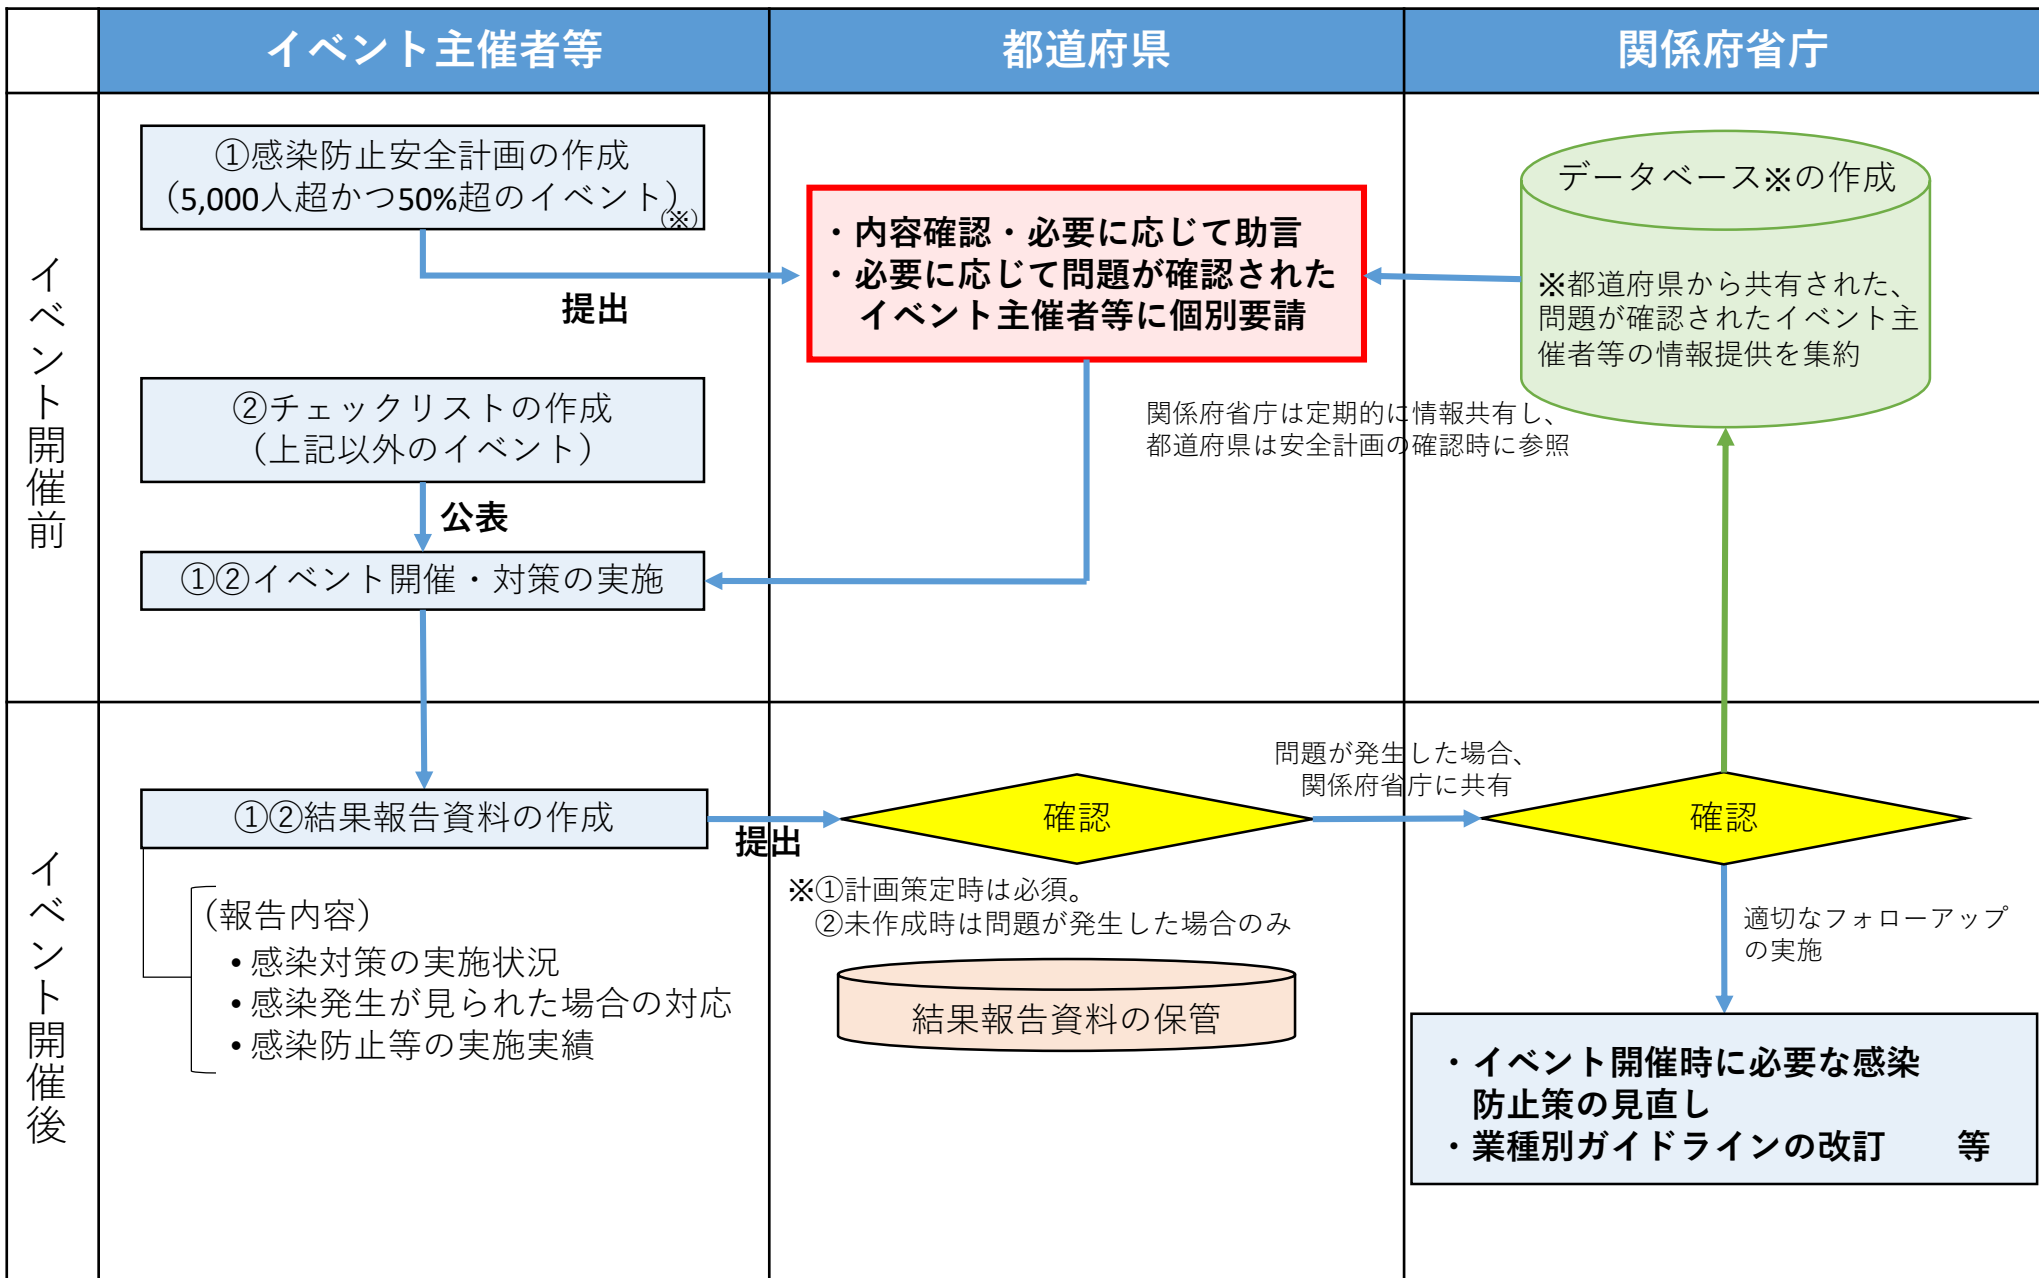 イベント主催者等
都道府県
関係府省庁
イベント開催前
①感染防止安全計画の作成
（5,000人超かつ50%超のイベント）
（※）
提出
②チェックリストの作成
（上記以外のイベント）
公表
①②イベント開催・対策の実施
・内容確認・必要に応じて助言
・必要に応じて問題が確認された
イベント主催者等に個別要請
関係府省庁は定期的に情報共有し、
都道府県は安全計画の確認時に参照
データベース※の作成
※都道府県から共有された、
問題が確認されたイベント主
催者等の情報提供を集約
イベント開催後
①②結果報告資料の作成
提出
（報告内容）
• 感染対策の実施状況
• 感染発生が見られた場合の対応
• 感染防止等の実施実績
確認
※①計画策定時は必須。
②未作成時は問題が発生した場合のみ
結果報告資料の保管
問題が発生した場合、
関係府省庁に共有
確認
適切なフォローアップ
の実施
・イベント開催時に必要な感染
防止策の見直し
・業種別ガイドラインの改訂　　等